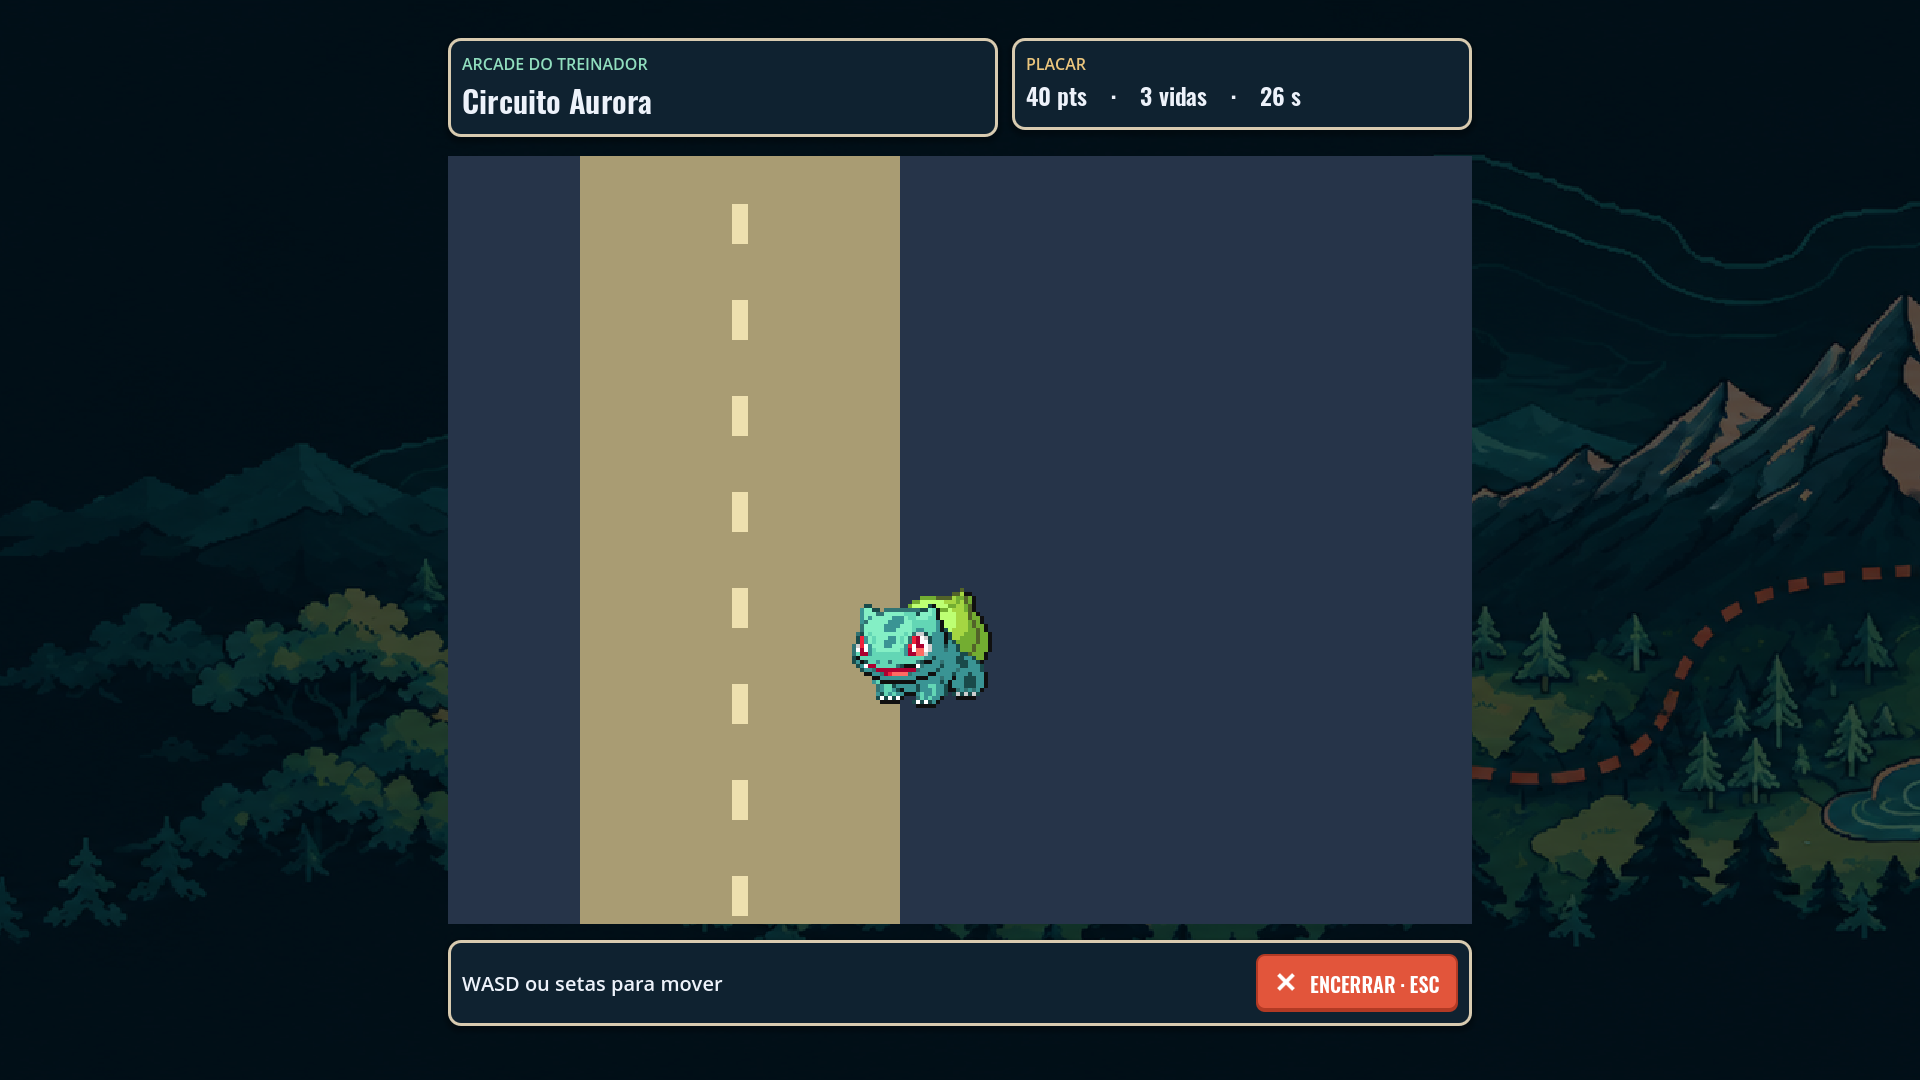 ARCADE DO TREINADOR
Circuito Aurora
PLACAR
40 pts · 3 vidas · 26 s
WASD ou setas para mover
✕ ENCERRAR · ESC